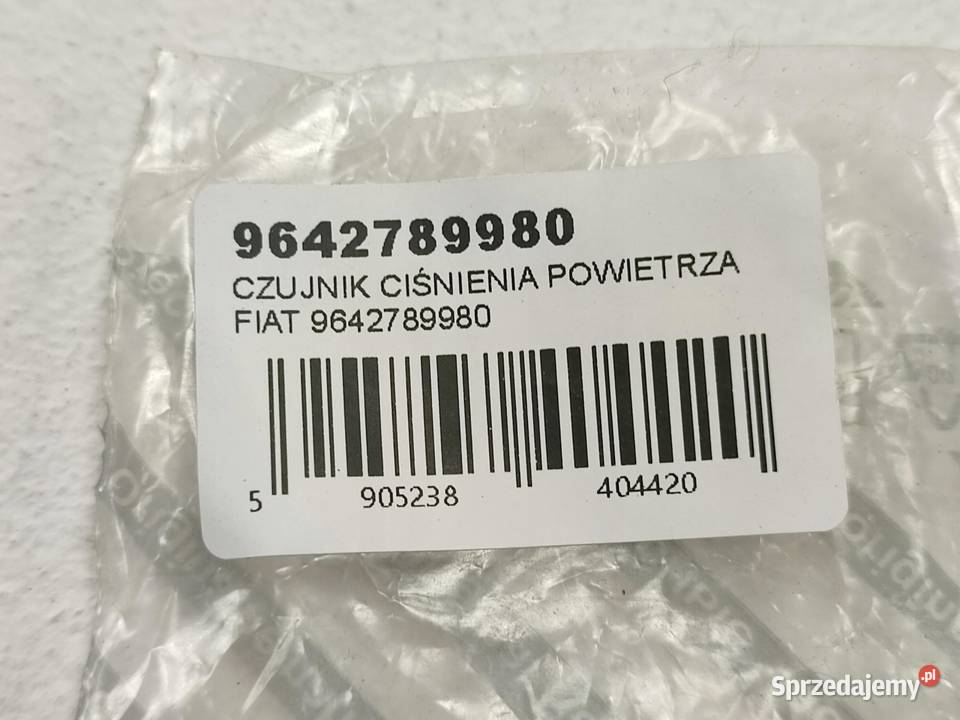 9642789980
CZUJNIK CIŚNIENIA POWIETRZA
FIAT 9642789980
5 905238 404420
Sprzedajemy.pl